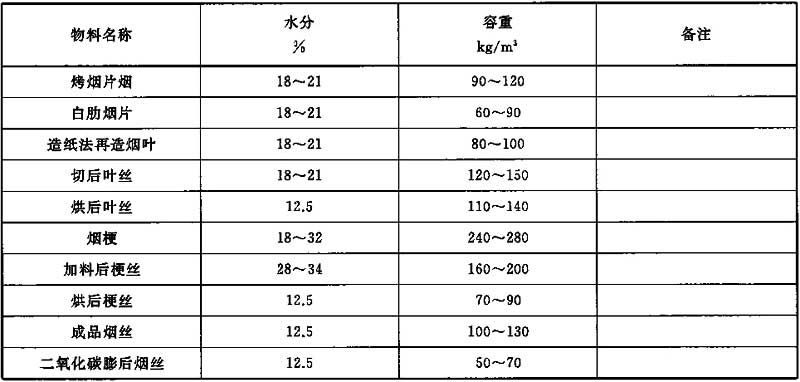 物料名称 水分 % 容重 kg/m³ 备注
烤烟片烟 18～21 90～120
白肋烟片 18～21 60～90
造纸法再造烟叶 18～21 80～100
切后叶丝 18～21 120～150
烘后叶丝 12.5 110～140
烟梗 18～32 240～280
加料后梗丝 28～34 160～200
烘后梗丝 12.5 70～90
成品烟丝 12.5 100～130
二氧化碳膨后烟丝 12.5 50～70